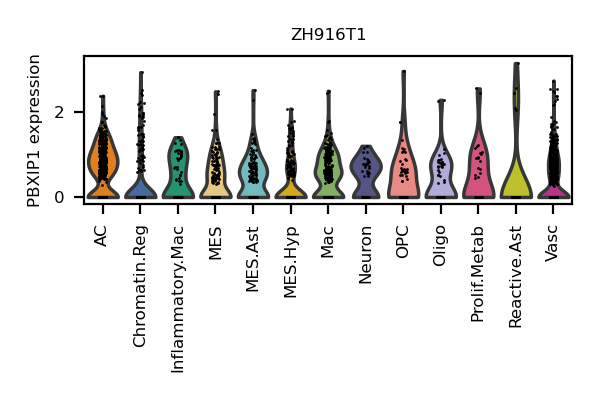 ZH916T1
PBXIP1 expression
2
0
AC
Chromatin.Reg
Inflammatory.Mac
MES
MES.Ast
MES.Hyp
Mac
Neuron
OPC
Oligo
Prolif.Metab
Reactive.Ast
Vasc